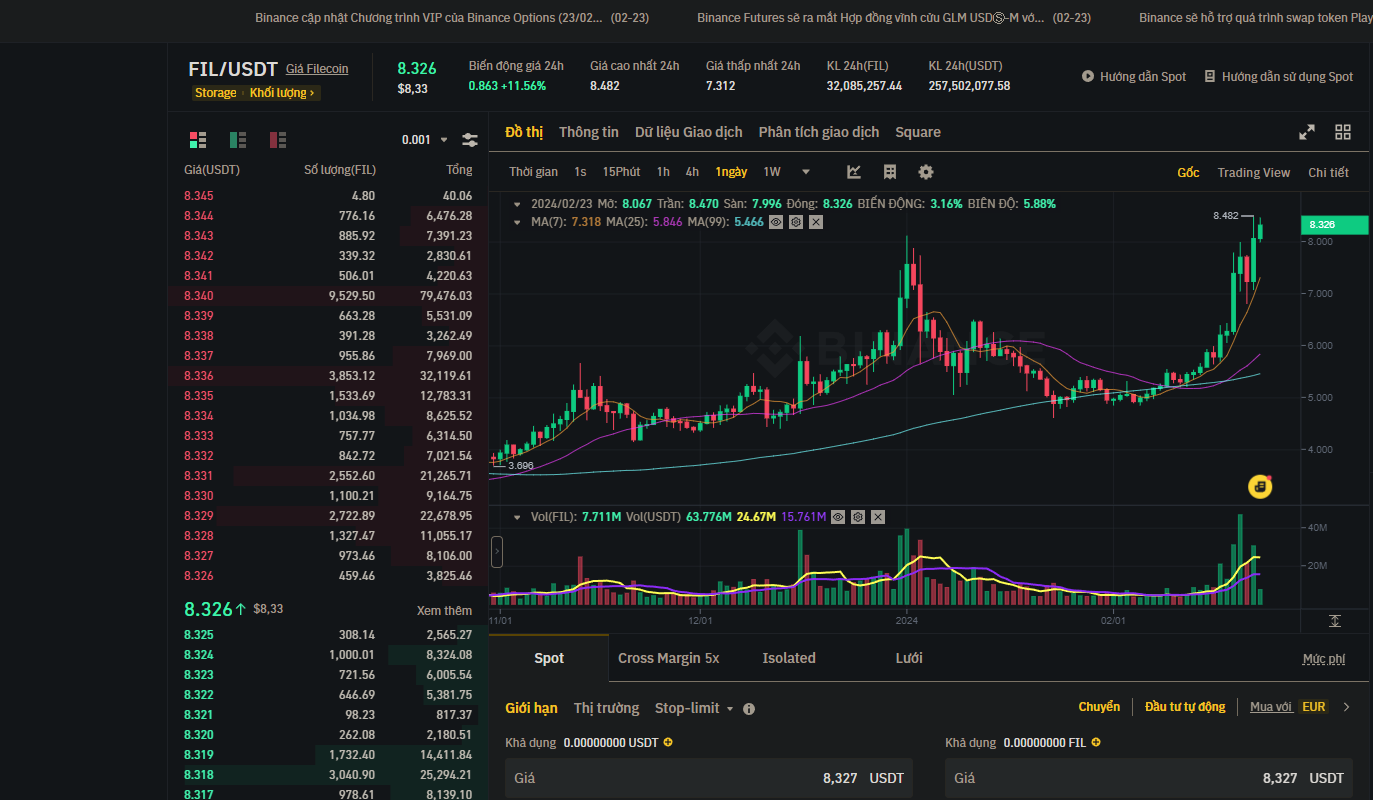 Binance cập nhật Chương trình VIP của Binance Options (23/02... (02-23) Binance Futures sẽ ra mắt Hợp đồng vĩnh cửu GLM USDⓈ-M vớ... (02-23) Binance sẽ hỗ trợ quá trình swap token Play
FIL/USDT Giá Filecoin
Storage · Khối lượng ›
8.326
$8,33
Biến động giá 24h
0.863 +11.56%
Giá cao nhất 24h
8.482
Giá thấp nhất 24h
7.312
KL 24h(FIL)
32,085,257.44
KL 24h(USDT)
257,502,077.58
Hướng dẫn Spot Hướng dẫn sử dụng Spot
0.001
Giá(USDT) Số lượng(FIL) Tổng
8.345 4.80 40.06
8.344 776.16 6,476.28
8.343 885.92 7,391.23
8.342 339.32 2,830.61
8.341 506.01 4,220.63
8.340 9,529.50 79,476.03
8.339 663.28 5,531.09
8.338 391.28 3,262.49
8.337 955.86 7,969.00
8.336 3,853.12 32,119.61
8.335 1,533.69 12,783.31
8.334 1,034.98 8,625.52
8.333 757.77 6,314.50
8.332 842.72 7,021.54
8.331 2,552.60 21,265.71
8.330 1,100.21 9,164.75
8.329 2,722.89 22,678.95
8.328 1,327.47 11,055.17
8.327 973.46 8,106.00
8.326 459.46 3,825.46
8.326↑ $8,33 Xem thêm
8.325 308.14 2,565.27
8.324 1,000.01 8,324.08
8.323 721.56 6,005.54
8.322 646.69 5,381.75
8.321 98.23 817.37
8.320 262.08 2,180.51
8.319 1,732.40 14,411.84
8.318 3,040.90 25,294.21
8.317 978.61 8,139.10
Đồ thị Thông tin Dữ liệu Giao dịch Phân tích giao dịch Square
Thời gian 1s 15Phút 1h 4h 1ngày 1W Gốc Trading View Chi tiết
2024/02/23 Mở: 8.067 Trần: 8.470 Sàn: 7.996 Đóng: 8.326 BIẾN ĐỘNG: 3.16% BIÊN ĐỘ: 5.88%
MA(7): 7.318 MA(25): 5.846 MA(99): 5.466
8.482
8.326
8.000
7.000
6.000
5.000
4.000
BINANCE
3.696
Vol(FIL): 7.711M Vol(USDT) 63.776M 24.67M 15.761M
40M
20M
11/01 12/01 2024 02/01
Spot Cross Margin 5x Isolated Lưới Mức phí
Giới hạn Thị trường Stop-limit Chuyển Đầu tư tự động Mua với EUR
Khả dụng 0.00000000 USDT Khả dụng 0.00000000 FIL
Giá 8,327 USDT Giá 8,327 USDT